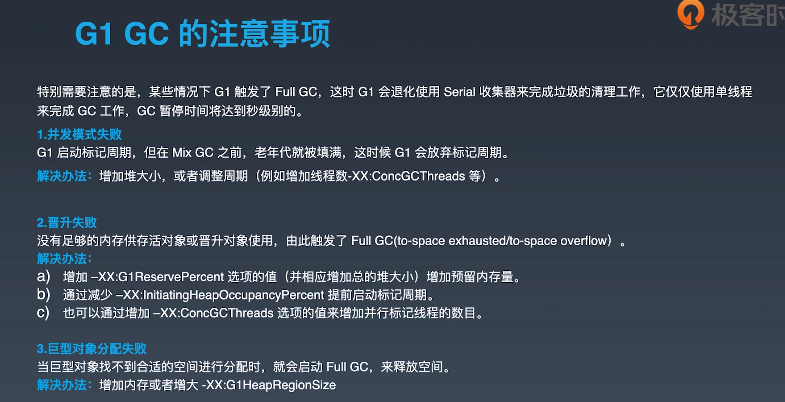 极客时
G1 GC 的注意事项
特别需要注意的是，某些情况下 G1 触发了 Full GC，这时 G1 会退化使用 Serial 收集器来完成垃圾的清理工作，它仅仅使用单线程
来完成 GC 工作，GC 暂停时间将达到秒级别的。
1.并发模式失败
G1 启动标记周期，但在 Mix GC 之前，老年代就被填满，这时候 G1 会放弃标记周期。
解决办法：增加堆大小，或者调整周期（例如增加线程数-XX:ConcGCThreads 等）。
2.晋升失败
没有足够的内存供存活对象或晋升对象使用，由此触发了 Full GC(to-space exhausted/to-space overflow）。
解决办法：
a) 增加 –XX:G1ReservePercent 选项的值（并相应增加总的堆大小）增加预留内存量。
b) 通过减少 –XX:InitiatingHeapOccupancyPercent 提前启动标记周期。
c) 也可以通过增加 –XX:ConcGCThreads 选项的值来增加并行标记线程的数目。
3.巨型对象分配失败
当巨型对象找不到合适的空间进行分配时，就会启动 Full GC，来释放空间。
解决办法：增加内存或者增大 -XX:G1HeapRegionSize